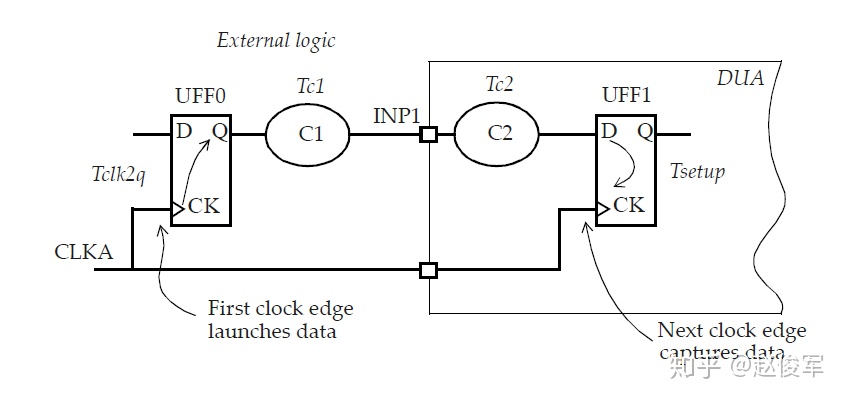 External logic
DUA
Tc1
Tc2
UFF0
UFF1
INP1
D Q
C1
C2
D Q
Tclk2q
Tsetup
CK
CK
CLKA
First clock edge
launches data
Next clock edge
captures data
知乎 @赵俊军